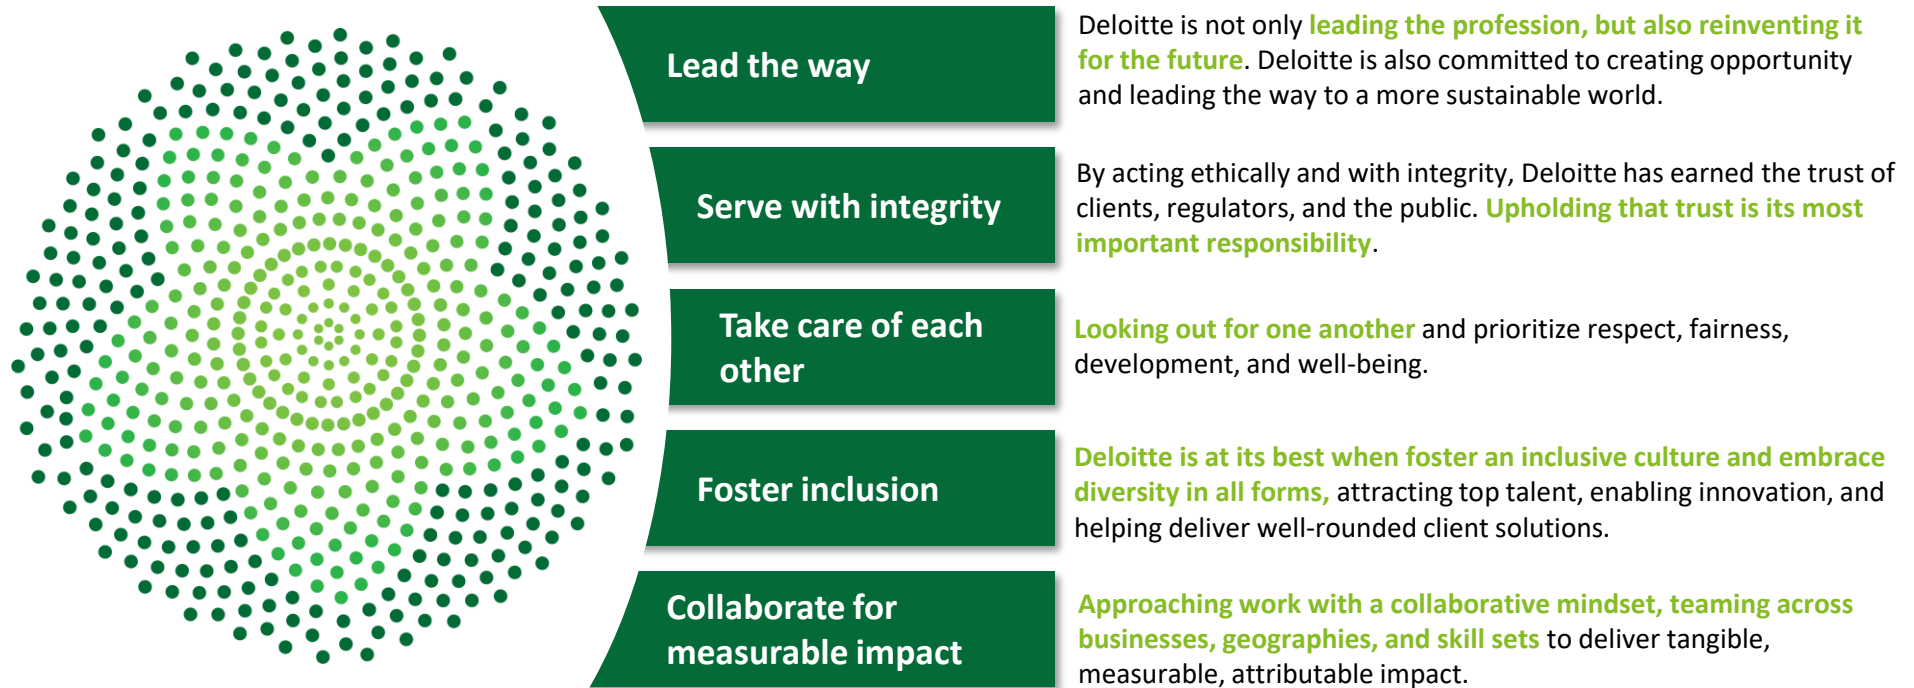 Lead the way
Deloitte is not only leading the profession, but also reinventing it
for the future. Deloitte is also committed to creating opportunity
and leading the way to a more sustainable world.
Serve with integrity
By acting ethically and with integrity, Deloitte has earned the trust of
clients, regulators, and the public. Upholding that trust is its most
important responsibility.
Take care of each
other
Looking out for one another and prioritize respect, fairness,
development, and well-being.
Foster inclusion
Deloitte is at its best when foster an inclusive culture and embrace
diversity in all forms, attracting top talent, enabling innovation, and
helping deliver well-rounded client solutions.
Collaborate for
measurable impact
Approaching work with a collaborative mindset, teaming across
businesses, geographies, and skill sets to deliver tangible,
measurable, attributable impact.